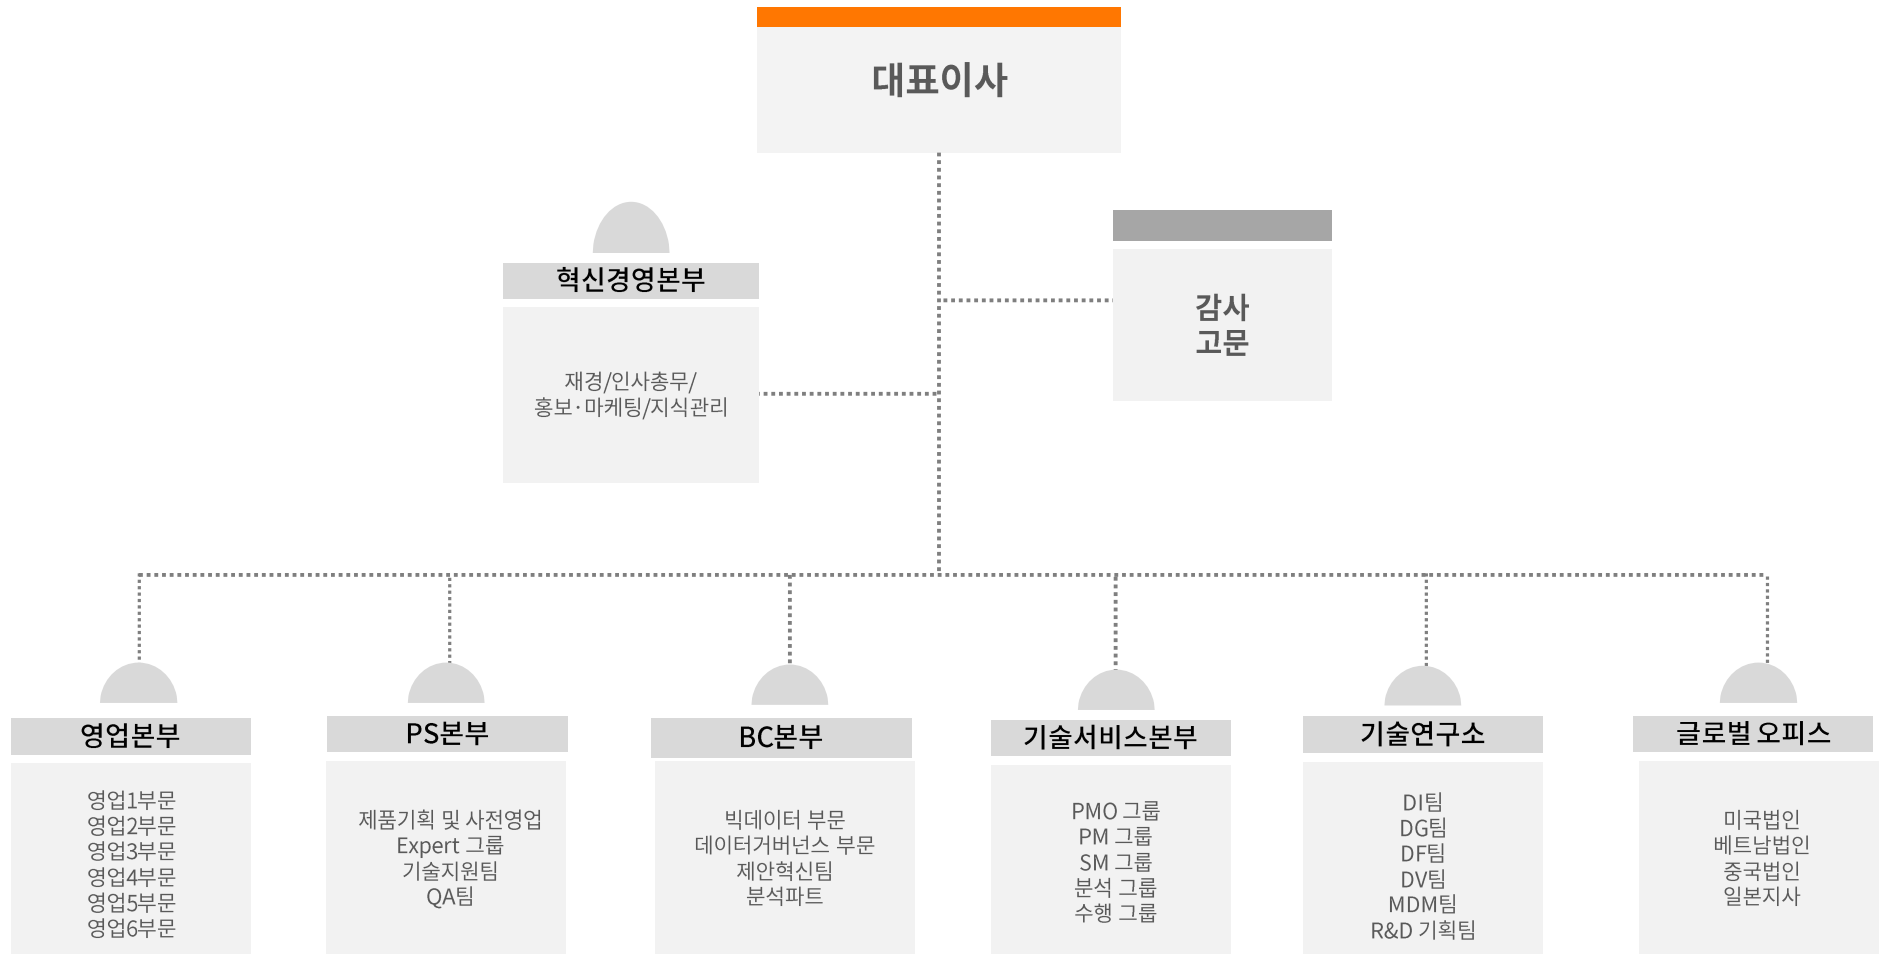 대표이사
혁신경영본부
재경/인사총무/
홍보·마케팅/지식관리
감사
고문
영업본부
영업1부문
영업2부문
영업3부문
영업4부문
영업5부문
영업6부문
PS본부
제품기획 및 사전영업
Expert 그룹
기술지원팀
QA팀
BC본부
빅데이터 부문
데이터거버넌스 부문
제안혁신팀
분석파트
기술서비스본부
PMO 그룹
PM 그룹
SM 그룹
분석 그룹
수행 그룹
기술연구소
DI팀
DG팀
DF팀
DV팀
MDM팀
R&D 기획팀
글로벌 오피스
미국법인
베트남법인
중국법인
일본지사